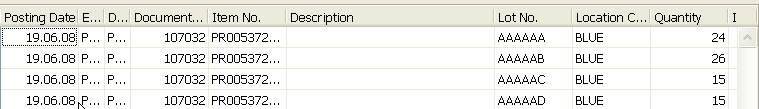 Posting Date E... D... Document... Item No. Description Lot No. Location C... Quantity I
19.06.08 P... P... 107032 PR005372... AAAAAA BLUE 24
19.06.08 P... P... 107032 PR005372... AAAAAB BLUE 26
19.06.08 P... P... 107032 PR005372... AAAAAC BLUE 15
19.06.08 P... P... 107032 PR005372... AAAAAD BLUE 15